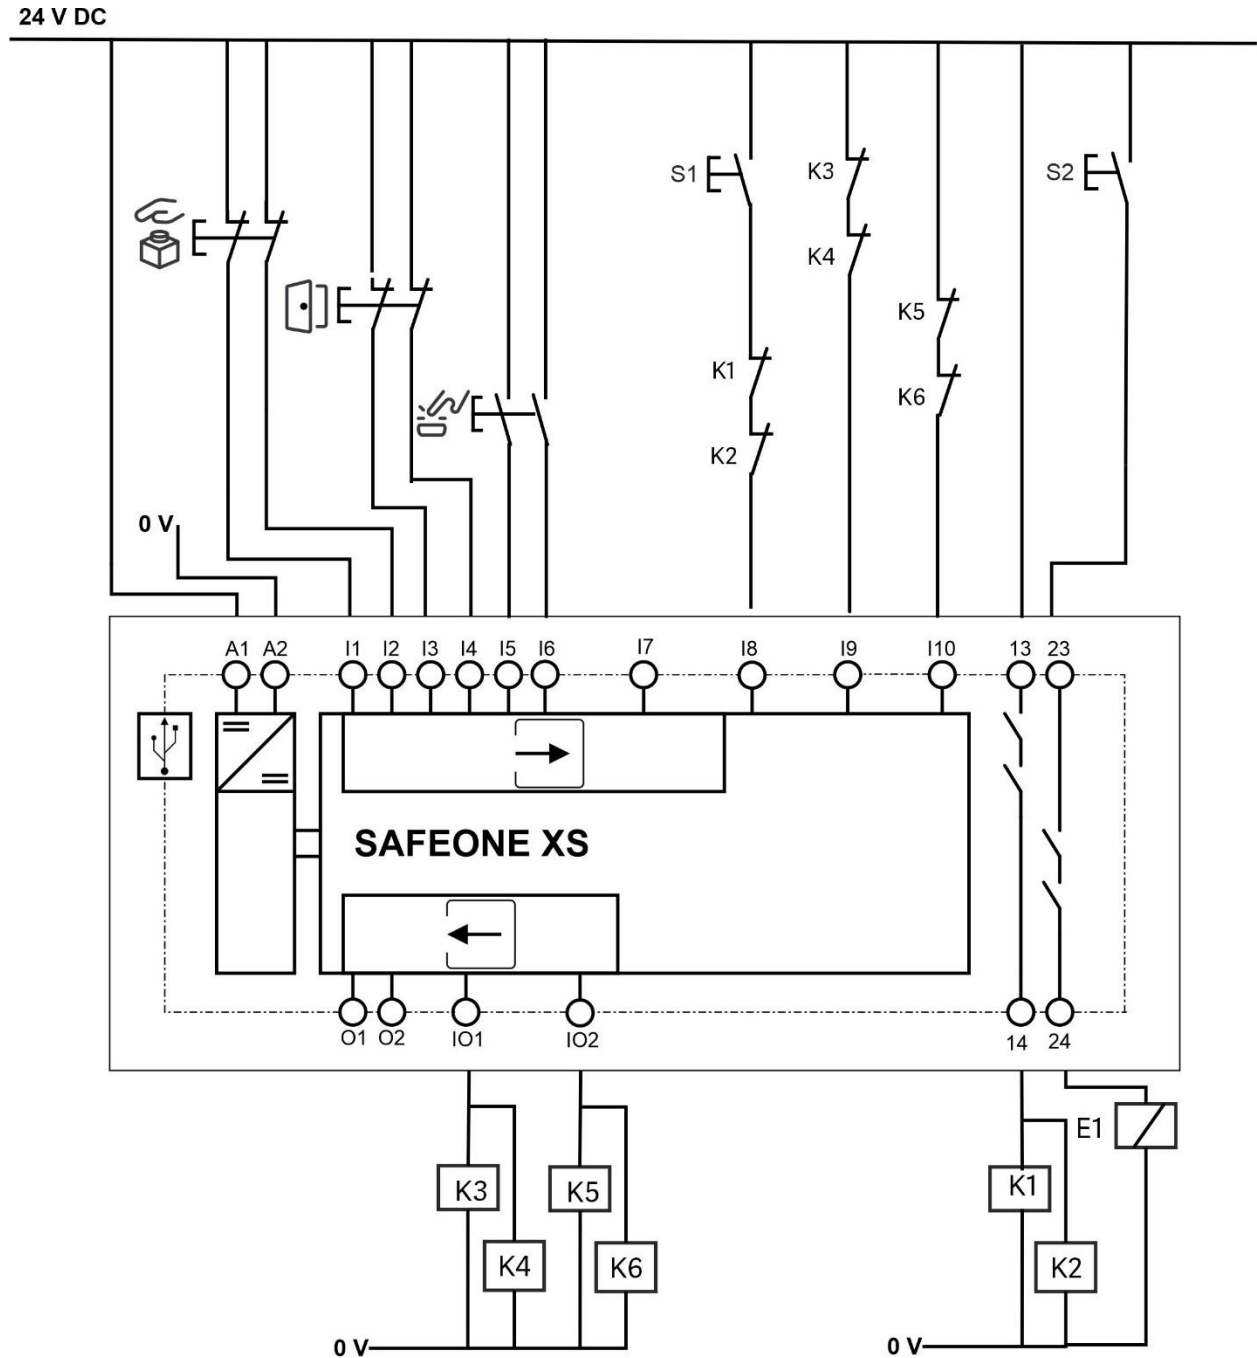 24 V DC
S1
K3
S2
K4
K5
K1
K6
K2
0 V
A1 A2 I1 I2 I3 I4 I5 I6 I7 I8 I9 I10 13 23
SAFEONE XS
O1 O2 IO1 IO2 14 24
E1
K3 K5 K1
K4 K6 K2
0 V 0 V